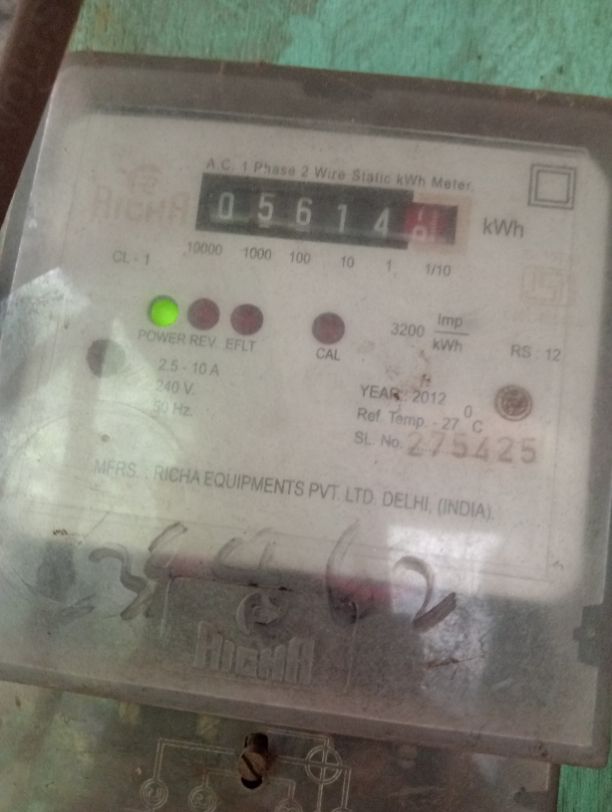 A.C. 1 Phase 2 Wire Static kWh Meter.
RICHA
0 5 6 1 4 kWh
CL - 1 10000 1000 100 10 1 1/10
POWER REV EFLT CAL
3200 Imp/kWh
RS : 12
2.5 - 10 A
240 V.
50 Hz.
YEAR : 2012
Ref. Temp. - 27 °C
SL. No. 275425
MFRS. : RICHA EQUIPMENTS PVT. LTD. DELHI, (INDIA).
RICHA